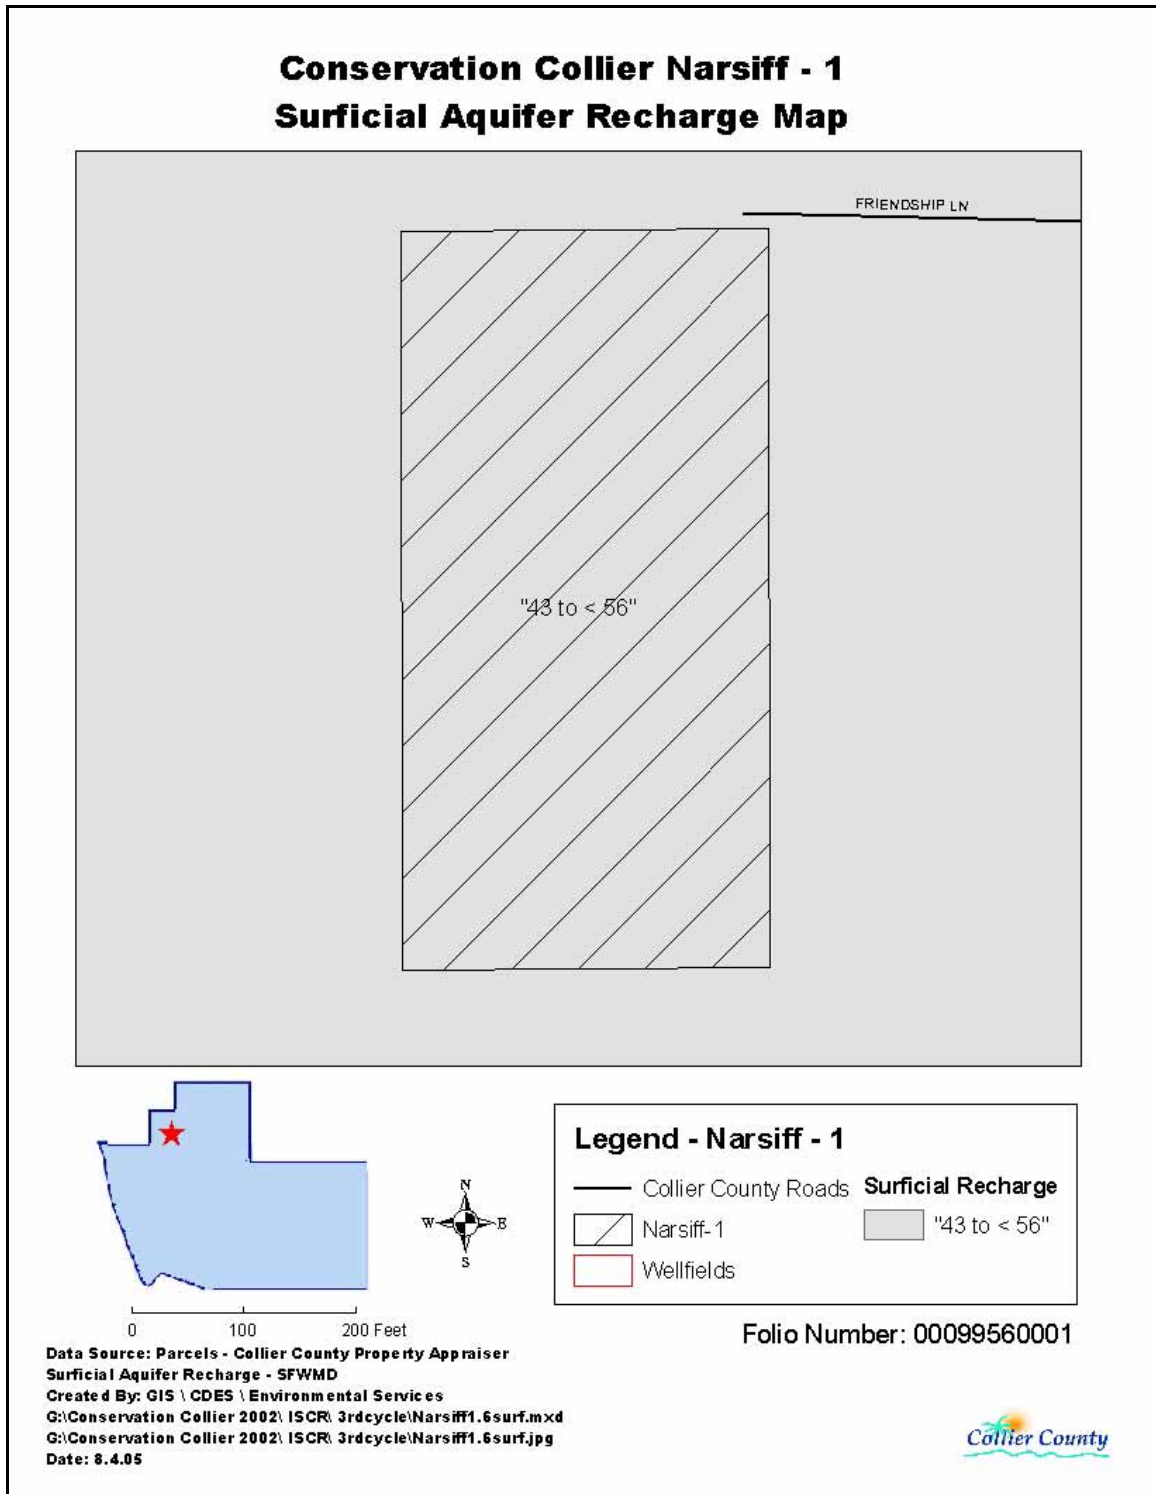 Conservation Collier Narsiff - 1
Surficial Aquifer Recharge Map
FRIENDSHIP LN
"43 to < 56"
N
W E
S
0 100 200 Feet
Legend - Narsiff - 1
Collier County Roads
Narsiff-1
Wellfields
Surficial Recharge
"43 to < 56"
Folio Number: 00099560001
Data Source: Parcels - Collier County Property Appraiser
Surficial Aquifer Recharge - SFWMD
Created By: GIS \ CDES \ Environmental Services
G:\Conservation Collier 2002\ ISCR\ 3rdcycle\Narsiff1.6surf.mxd
G:\Conservation Collier 2002\ ISCR\ 3rdcycle\Narsiff1.6surf.jpg
Date: 8.4.05
Collier County